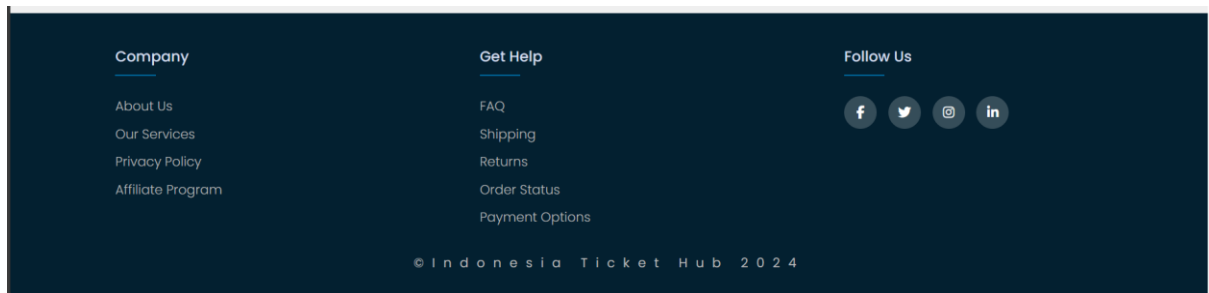 Company
About Us
Our Services
Privacy Policy
Affiliate Program
Get Help
FAQ
Shipping
Returns
Order Status
Payment Options
Follow Us
©Indonesia Ticket Hub 2024